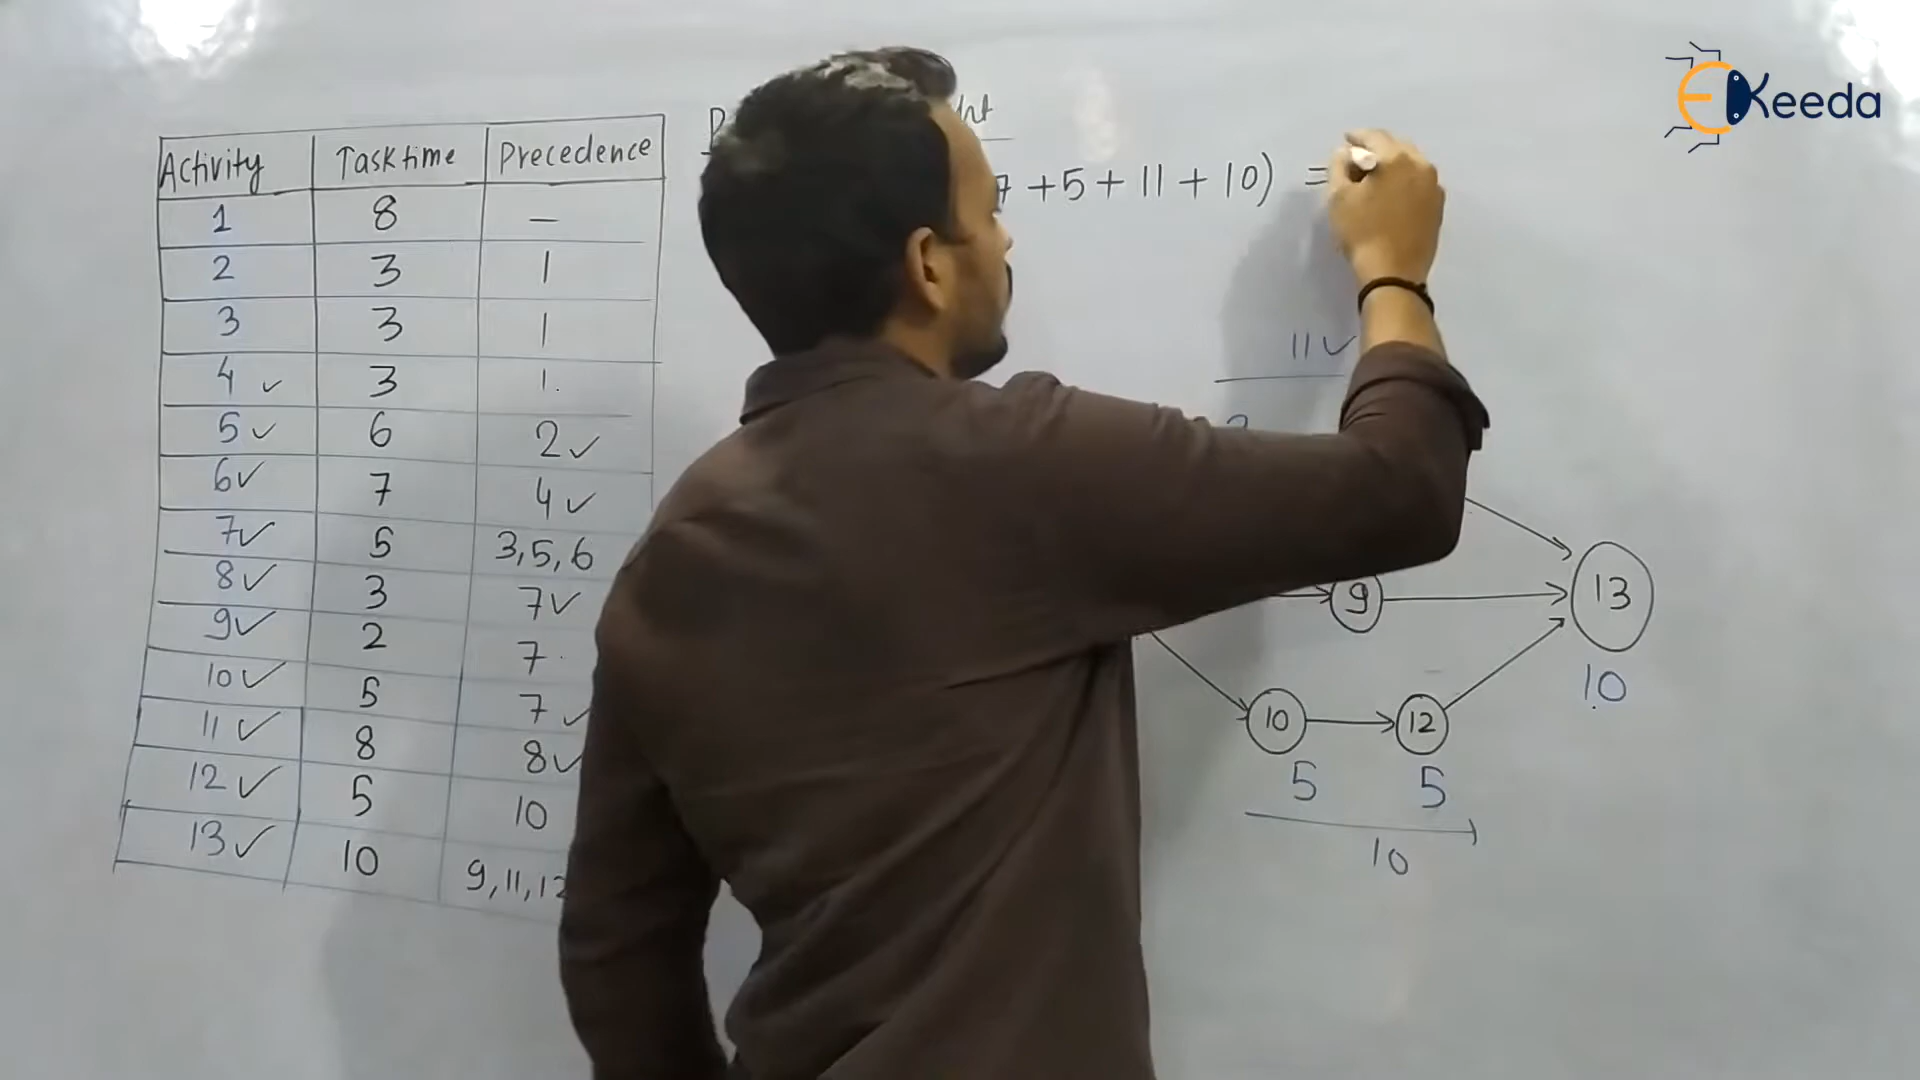 EKeeda
Activity Task time Precedence
1 8 —
2 3 1
3 3 1
4 ✓ 3 1.
5 ✓ 6 2 ✓
6 ✓ 7 4 ✓
7 ✓ 5 3,5,6
8 ✓ 3 7 ✓
9 ✓ 2 7 .
10 ✓ 5 7 ✓
11 ✓ 8 8 ✓
12 ✓ 5 10
13 ✓ 10 9,11,12
7 + 5 + 11 + 10) =
11 ✓
9
13
10
10 12
5 5
10